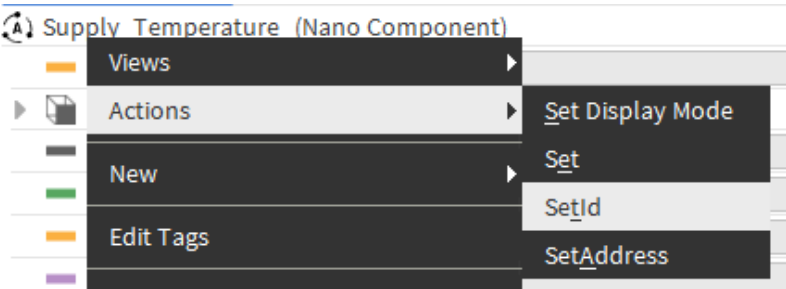 Supply_Temperature (Nano Component)
Views
Actions
Set Display Mode
Set
New
SetId
Edit Tags
SetAddress